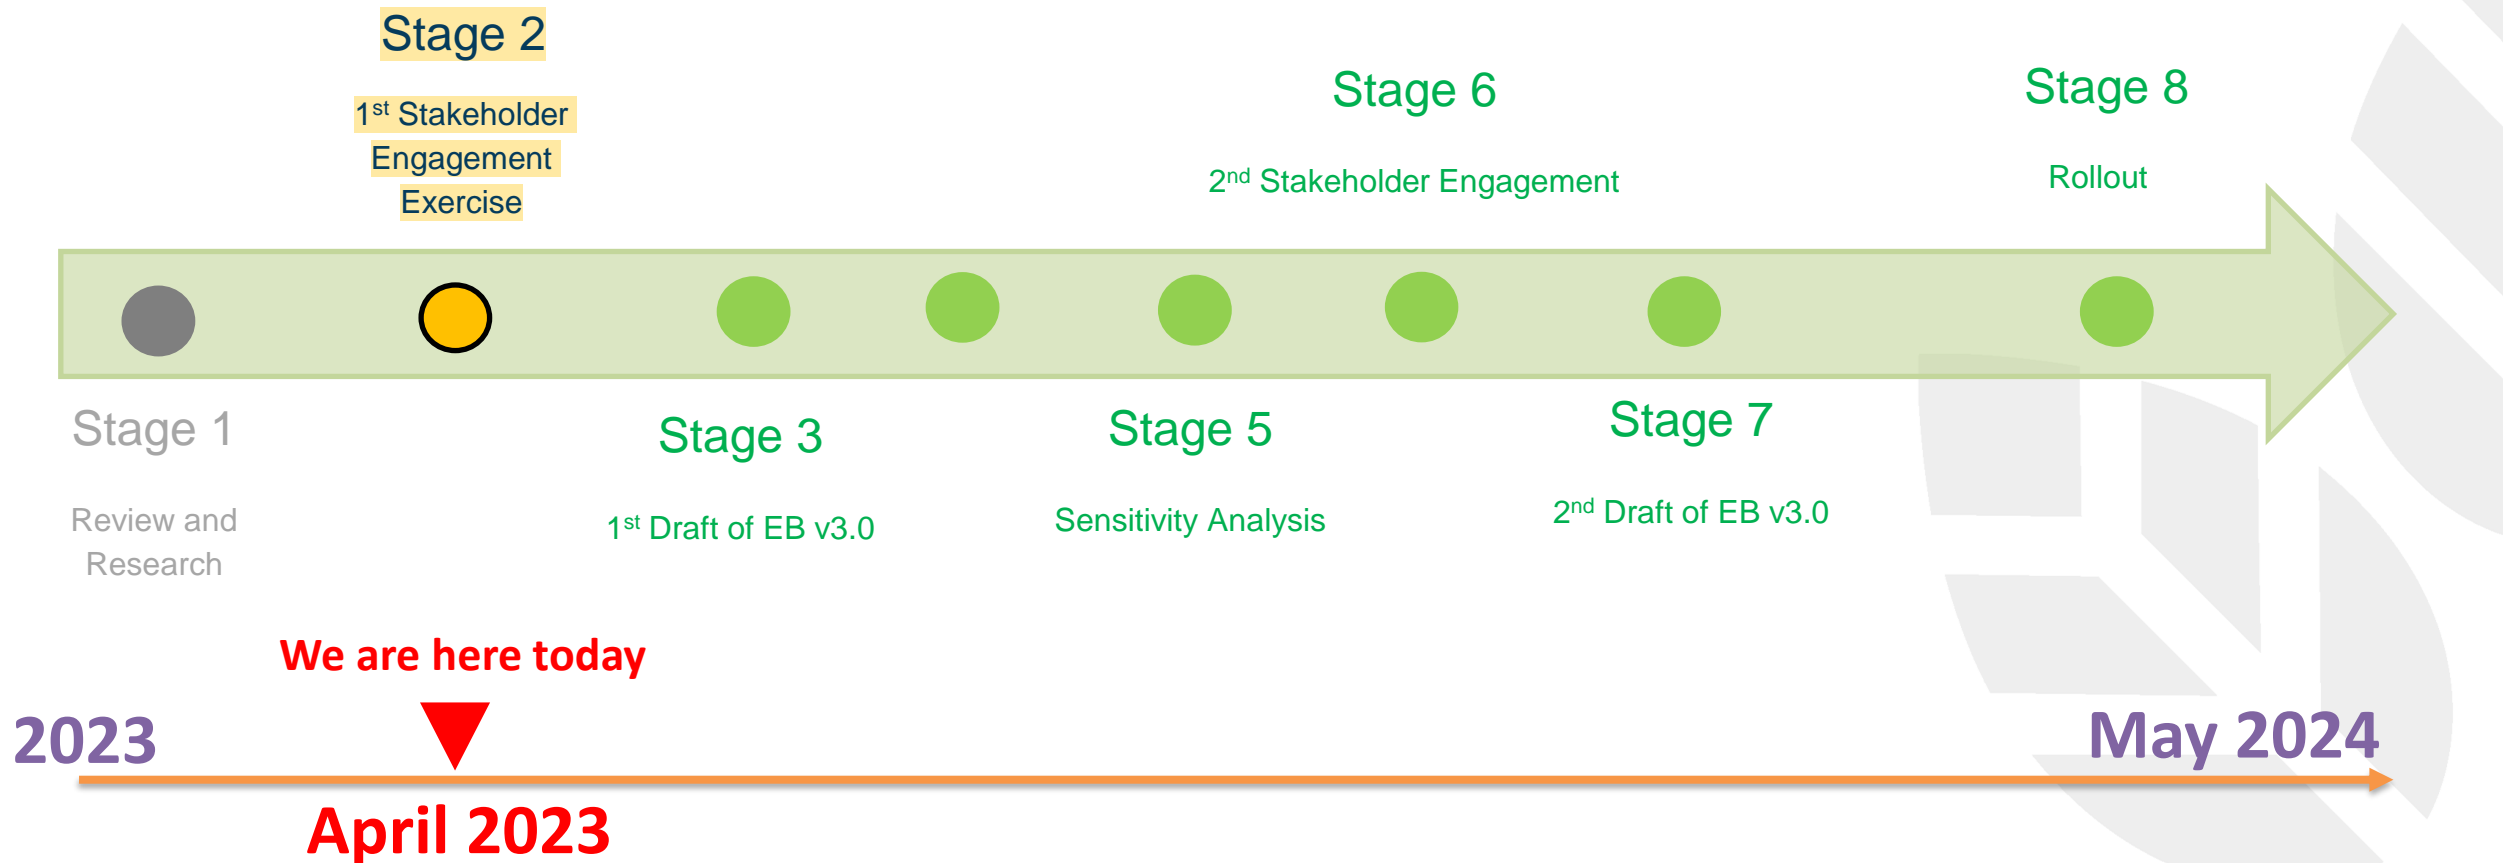 Stage 2
1st Stakeholder
Engagement
Exercise
Stage 6
2nd Stakeholder Engagement
Stage 8
Rollout
Stage 1
Review and
Research
Stage 3
1st Draft of EB v3.0
Stage 5
Sensitivity Analysis
Stage 7
2nd Draft of EB v3.0
We are here today
2023
May 2024
April 2023